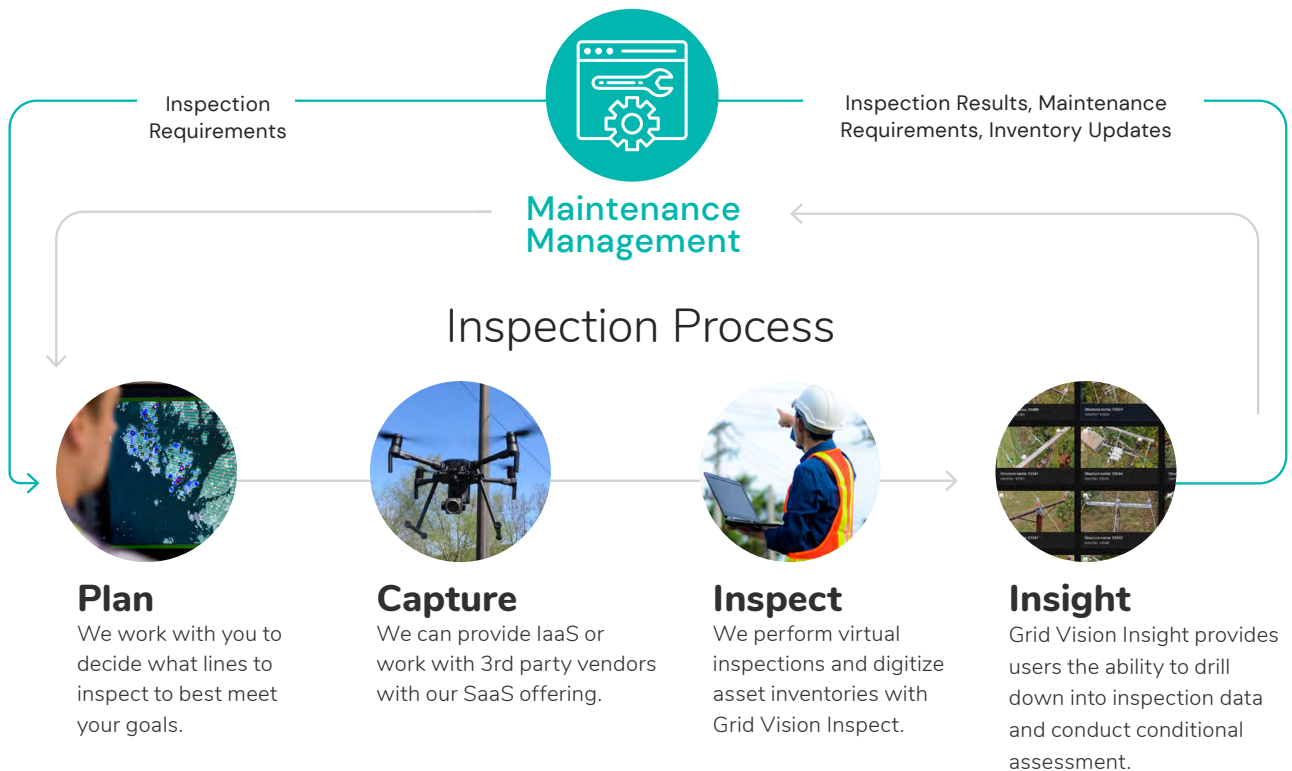 Inspection
Requirements
Inspection Results, Maintenance
Requirements, Inventory Updates
Maintenance
Management
Inspection Process
Plan
We work with you to
decide what lines to
inspect to best meet
your goals.
Capture
We can provide IaaS or
work with 3rd party vendors
with our SaaS offering.
Inspect
We perform virtual
inspections and digitize
asset inventories with
Grid Vision Inspect.
Insight
Grid Vision Insight provides
users the ability to drill
down into inspection data
and conduct conditional
assessment.